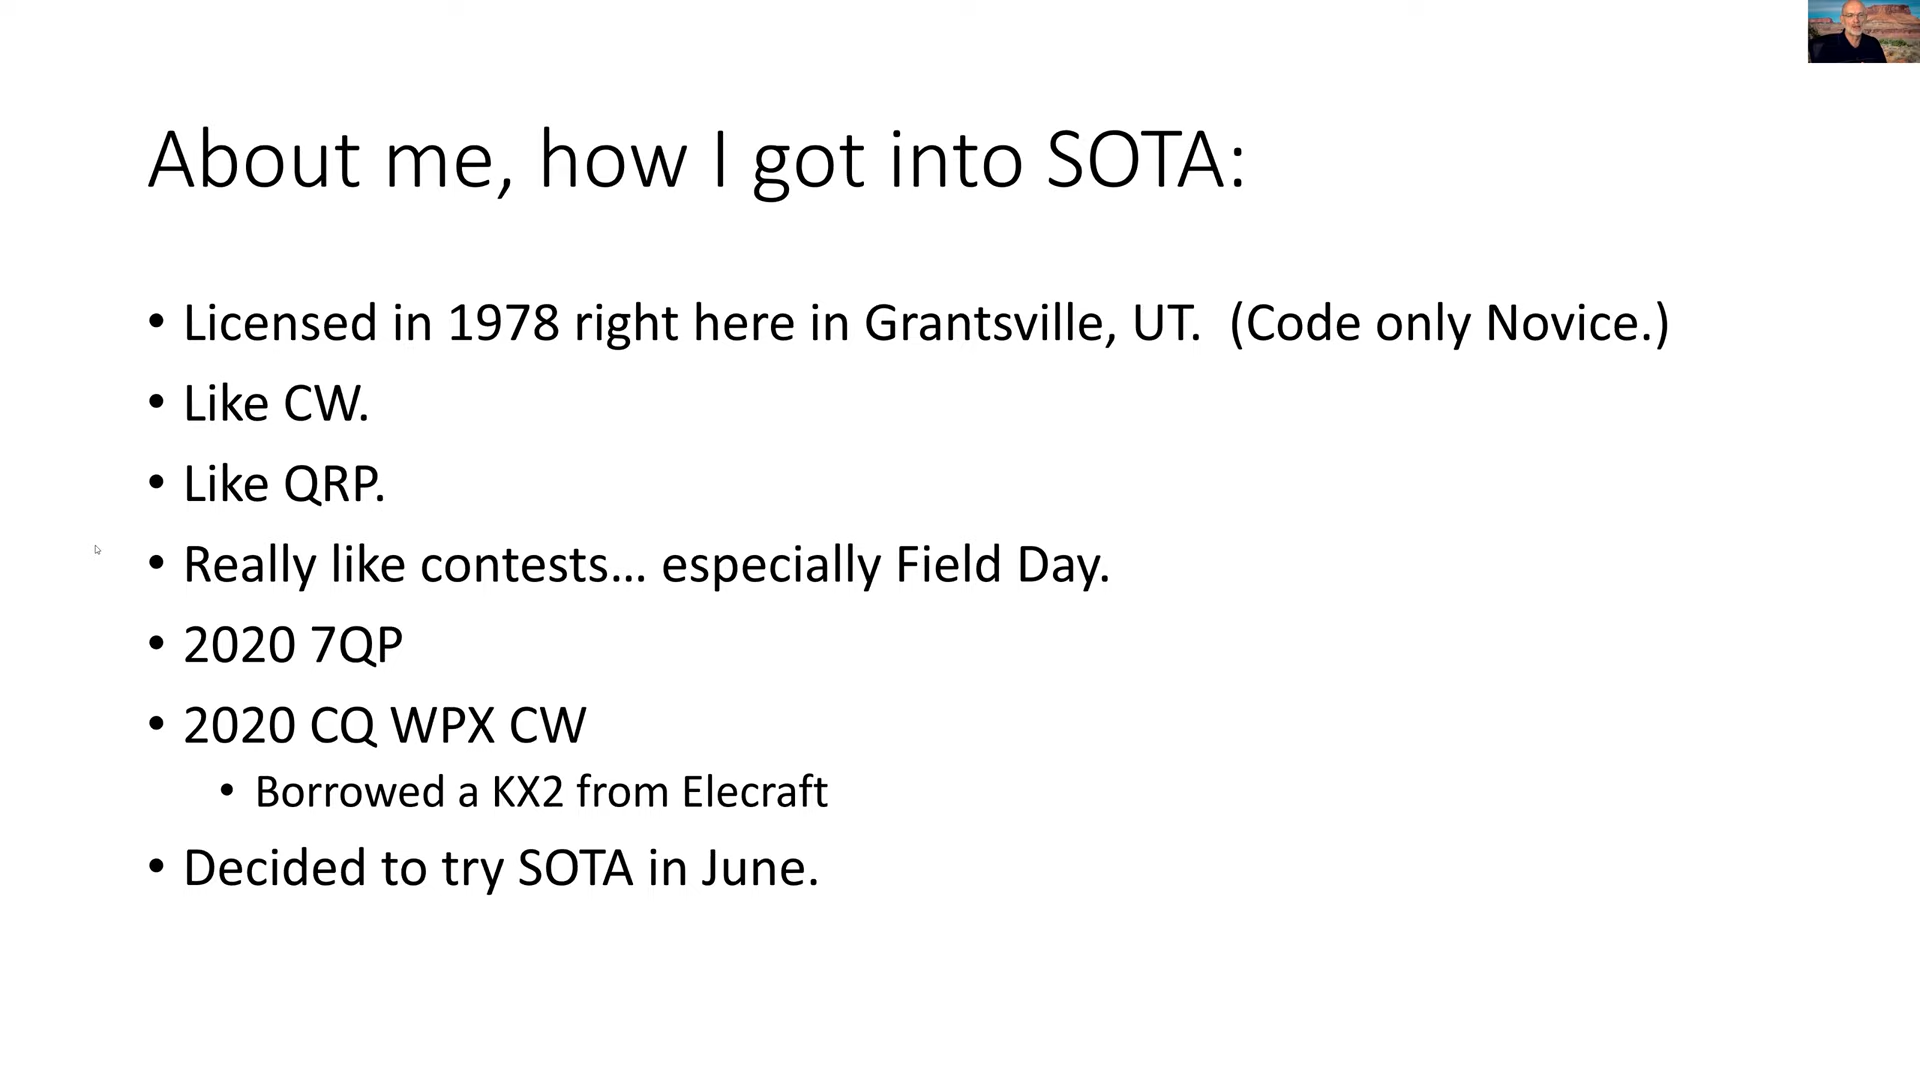 About me, how I got into SOTA:
• Licensed in 1978 right here in Grantsville, UT.  (Code only Novice.)
• Like CW.
• Like QRP.
• Really like contests… especially Field Day.
• 2020 7QP
• 2020 CQ WPX CW
• Borrowed a KX2 from Elecraft
• Decided to try SOTA in June.